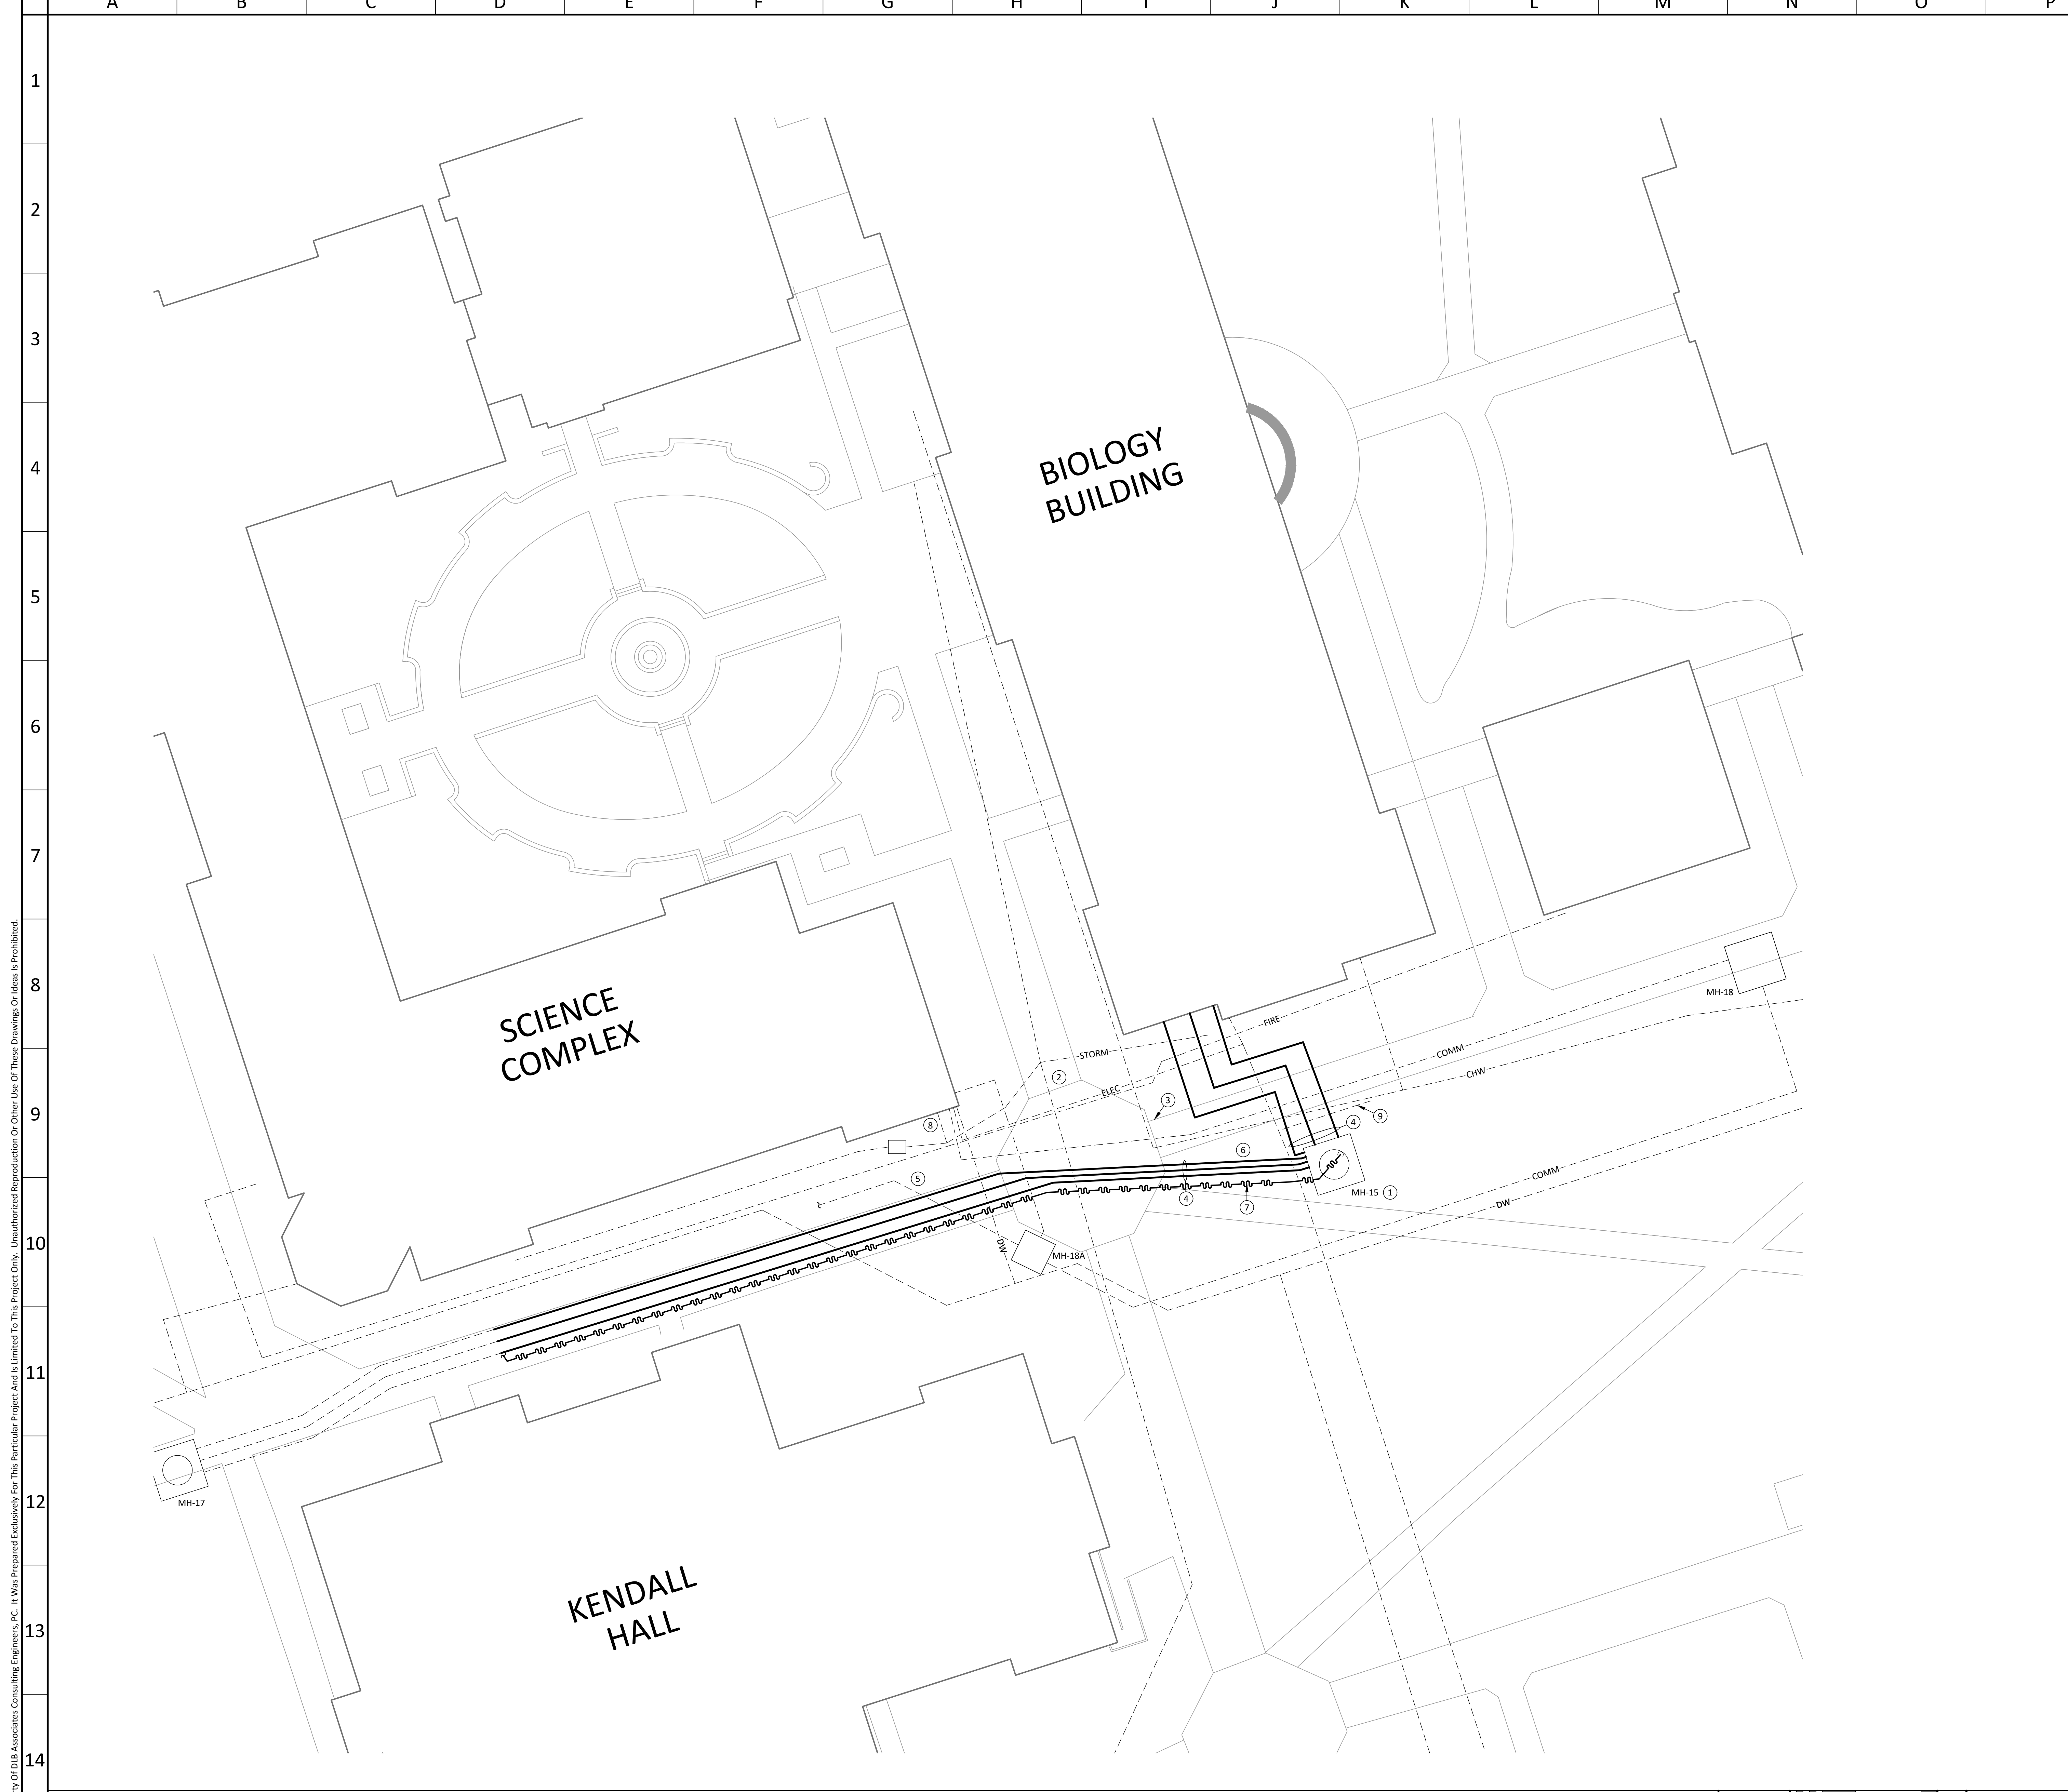 A B C D E F G H I J K L M N O P
1
2
3
BIOLOGY
BUILDING
4
5
6
7
8
SCIENCE
COMPLEX
MH-18
FIRE
STORM
COMM
②
CHW
ELEC
③
9
⑨
⑧
④
⑥
⑤
COMM
MH-15 ①
④
DW
⑦
10
DW
MH-18A
11
12
MH-17
KENDALL
HALL
13
14
ty Of DLB Associates Consulting Engineers, PC. It Was Prepared Exclusively For This Particular Project And Is Limited To This Project Only. Unauthorized Reproduction Or Other Use Of These Drawings Or Ideas Is Prohibited.